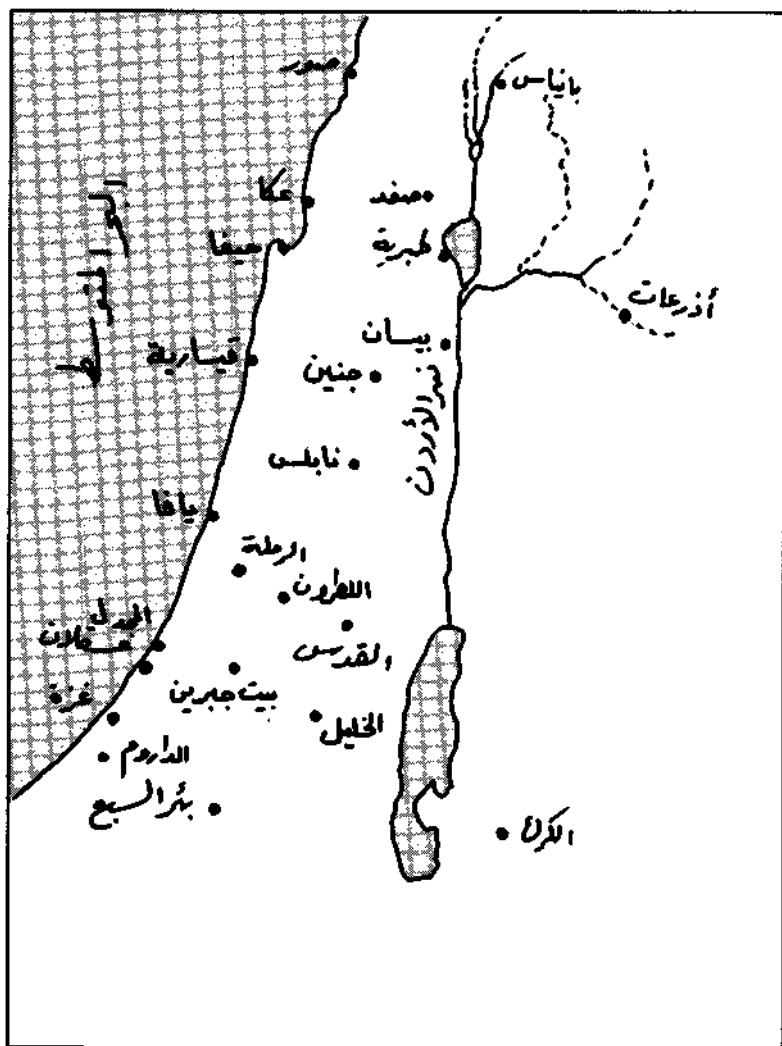 صور
بانياس
عكا
صفد
حيفا
طبرية
البحر المتوسط
أذرعات
بيسان
قيسارية
جنين
نهر الأردن
نابلس
يافا
الرملة
اللطرون
المجدل
عسقلان
القدس
غزة
بيت جبرين
الخليل
الداروم
بئر السبع
الكرك